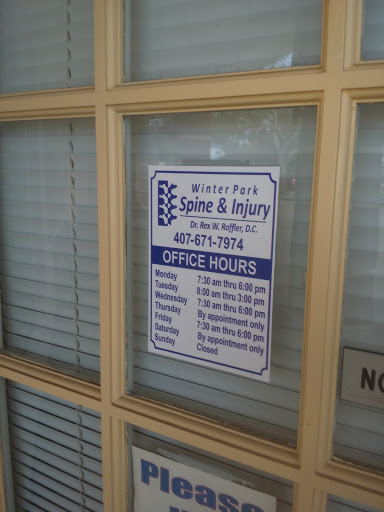 Winter Park
Spine & Injury
Dr. Rex W. Roffler, D.C.
407-671-7974
OFFICE HOURS
Monday 7:30 am thru 6:00 pm
Tuesday 8:00 am thru 3:00 pm
Wednesday 7:30 am thru 6:00 pm
Thursday By appointment only
Friday 7:30 am thru 6:00 pm
Saturday By appointment only
Sunday Closed
NO
Please